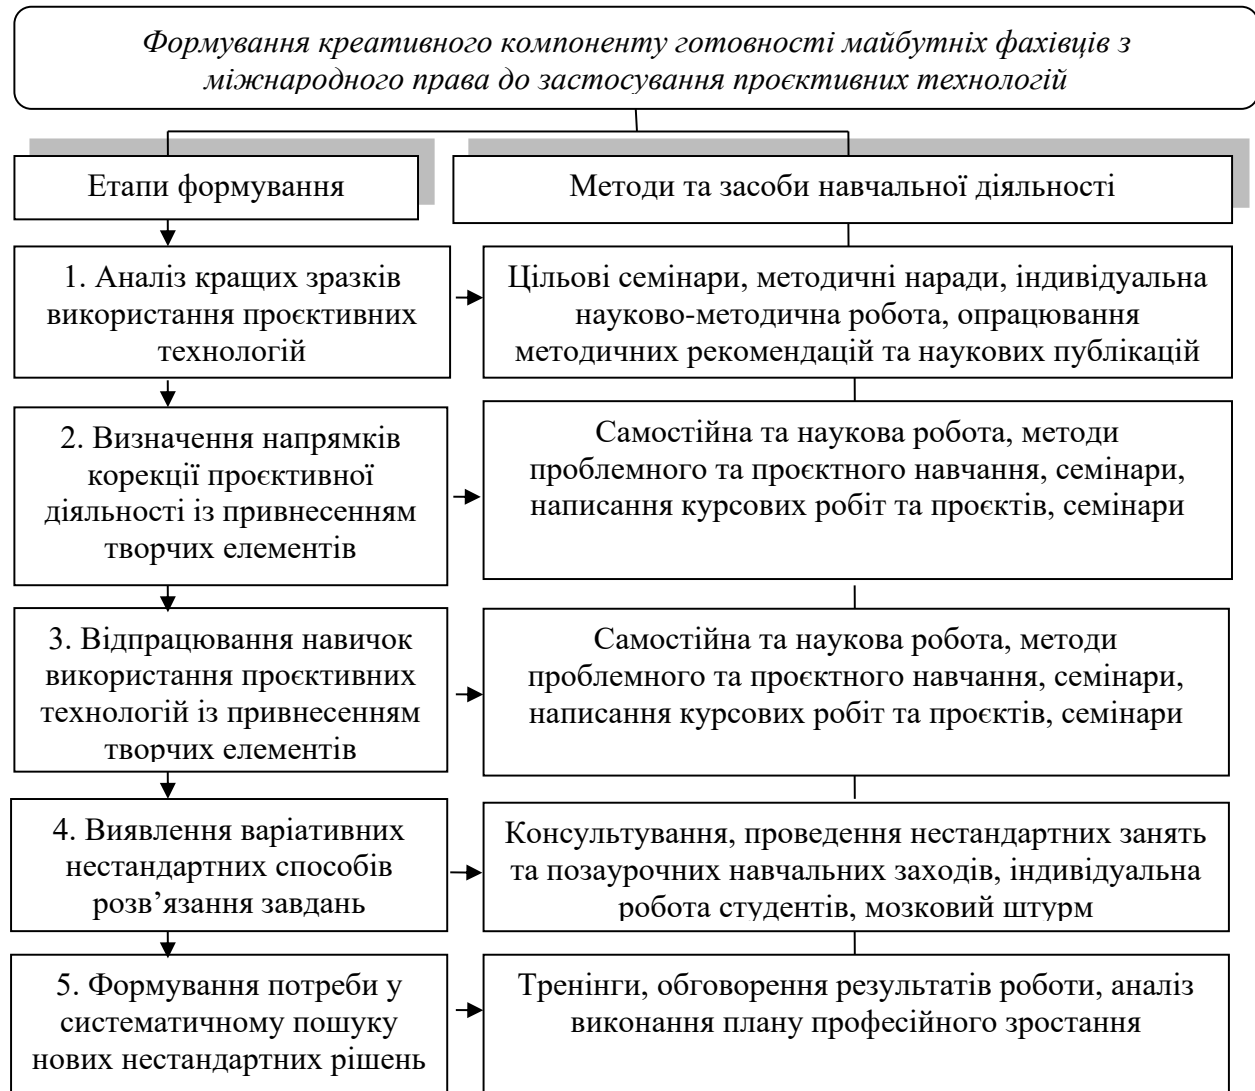 Формування креативного компоненту готовності майбутніх фахівців з
міжнародного права до застосування проєктивних технологій
Етапи формування
Методи та засоби навчальної діяльності
1. Аналіз кращих зразків
використання проєктивних
технологій
Цільові семінари, методичні наради, індивідуальна
науково-методична робота, опрацювання
методичних рекомендацій та наукових публікацій
2. Визначення напрямків
корекції проєктивної
діяльності із привнесенням
творчих елементів
Самостійна та наукова робота, методи
проблемного та проєктного навчання, семінари,
написання курсових робіт та проєктів, семінари
3. Відпрацювання навичок
використання проєктивних
технологій із привнесенням
творчих елементів
Самостійна та наукова робота, методи
проблемного та проєктного навчання, семінари,
написання курсових робіт та проєктів, семінари
4. Виявлення варіативних
нестандартних способів
розв’язання завдань
Консультування, проведення нестандартних занять
та позаурочних навчальних заходів, індивідуальна
робота студентів, мозковий штурм
5. Формування потреби у
систематичному пошуку
нових нестандартних рішень
Тренінги, обговорення результатів роботи, аналіз
виконання плану професійного зростання